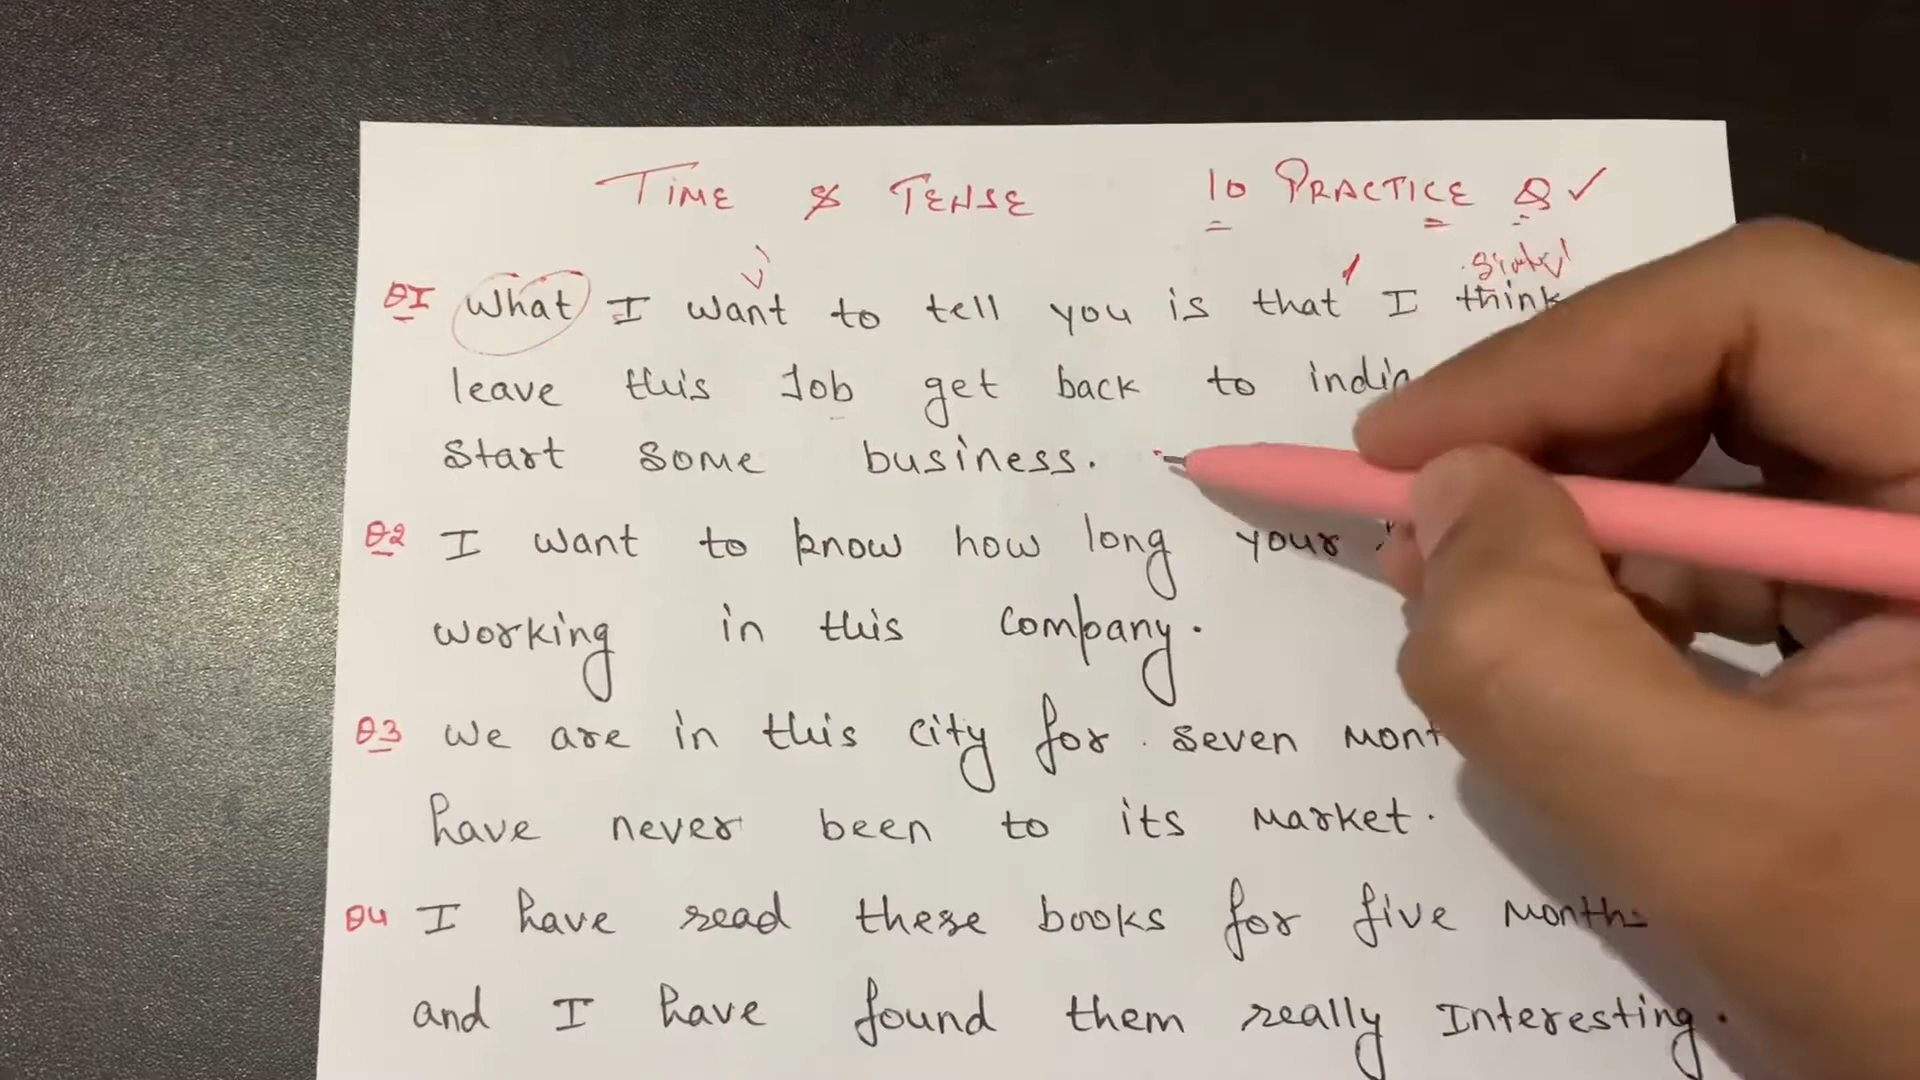 TIME & TENSE 10 PRACTICE Q ✓
Q1 What I want to tell you is that I think
leave this Job get back to india
start some business.
Q2 I want to know how long your
working in this company.
Q3 we are in this city for seven
have never been to its market.
Q4 I have read these books for five months
and I have found them really Interesting.